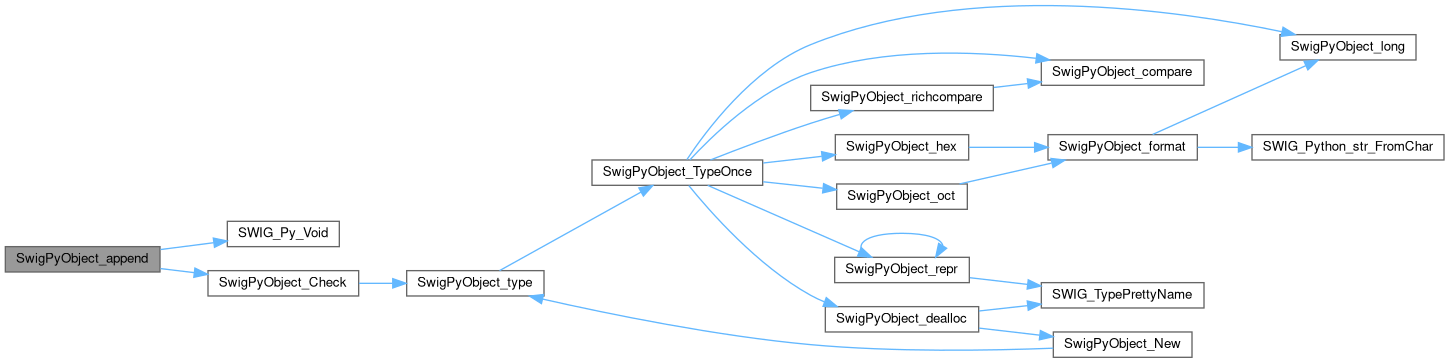 SwigPyObject_append
SWIG_Py_Void
SwigPyObject_Check
SwigPyObject_type
SwigPyObject_TypeOnce
SwigPyObject_long
SwigPyObject_compare
SwigPyObject_richcompare
SwigPyObject_hex
SwigPyObject_format
SWIG_Python_str_FromChar
SwigPyObject_oct
SwigPyObject_repr
SWIG_TypePrettyName
SwigPyObject_dealloc
SwigPyObject_New